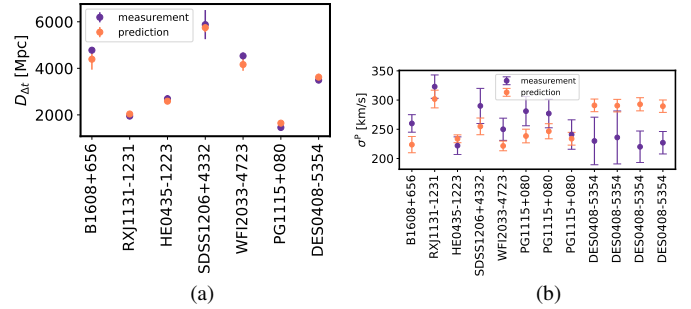 measurement
prediction
D_Δt [Mpc]
6000
4000
2000
B1608+656
RXJ1131-1231
HE0435-1223
SDSS1206+4332
WFI2033-4723
PG1115+080
DES0408-5354
(a)
measurement
prediction
σ^P [km/s]
350
300
250
200
B1608+656
RXJ1131-1231
HE0435-1223
SDSS1206+4332
WFI2033-4723
PG1115+080
PG1115+080
PG1115+080
DES0408-5354
DES0408-5354
DES0408-5354
DES0408-5354
(b)